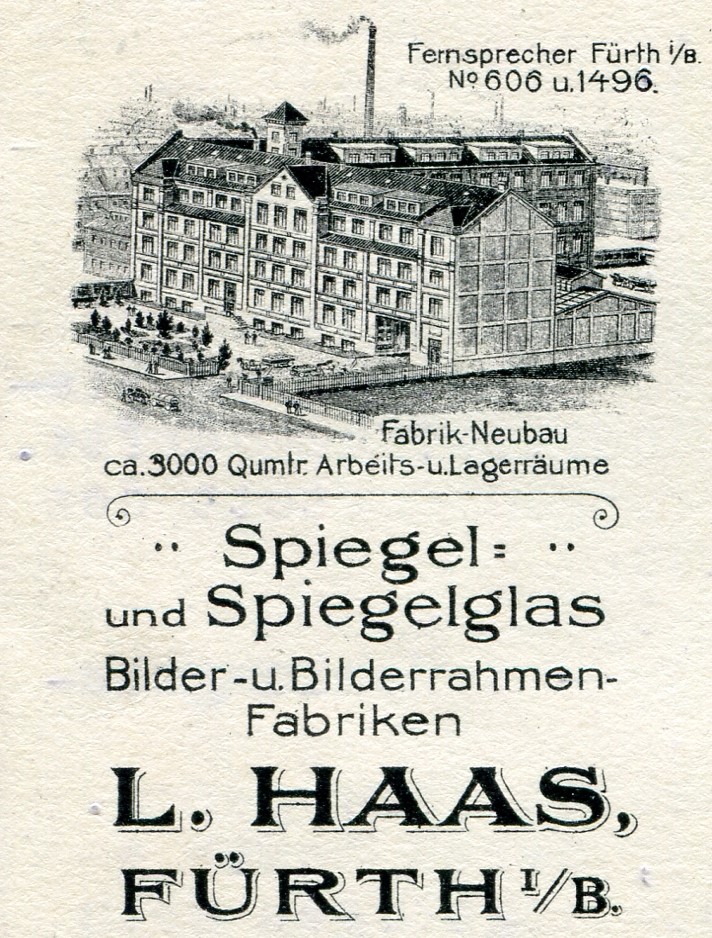 Fernsprecher Fürth i/B.
No 606 u. 1496.
Fabrik-Neubau
ca. 3000 Qumtr. Arbeits- u. Lagerräume
Spiegel=
und Spiegelglas
Bilder- u. Bilderrahmen-
Fabriken
L. HAAS,
FÜRTH I/B.